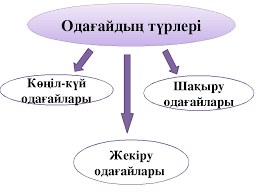 Одағайдың түрлері
Көңіл-күй
одағайлары
Шақыру
одағайлары
Жекіру
одағайлары